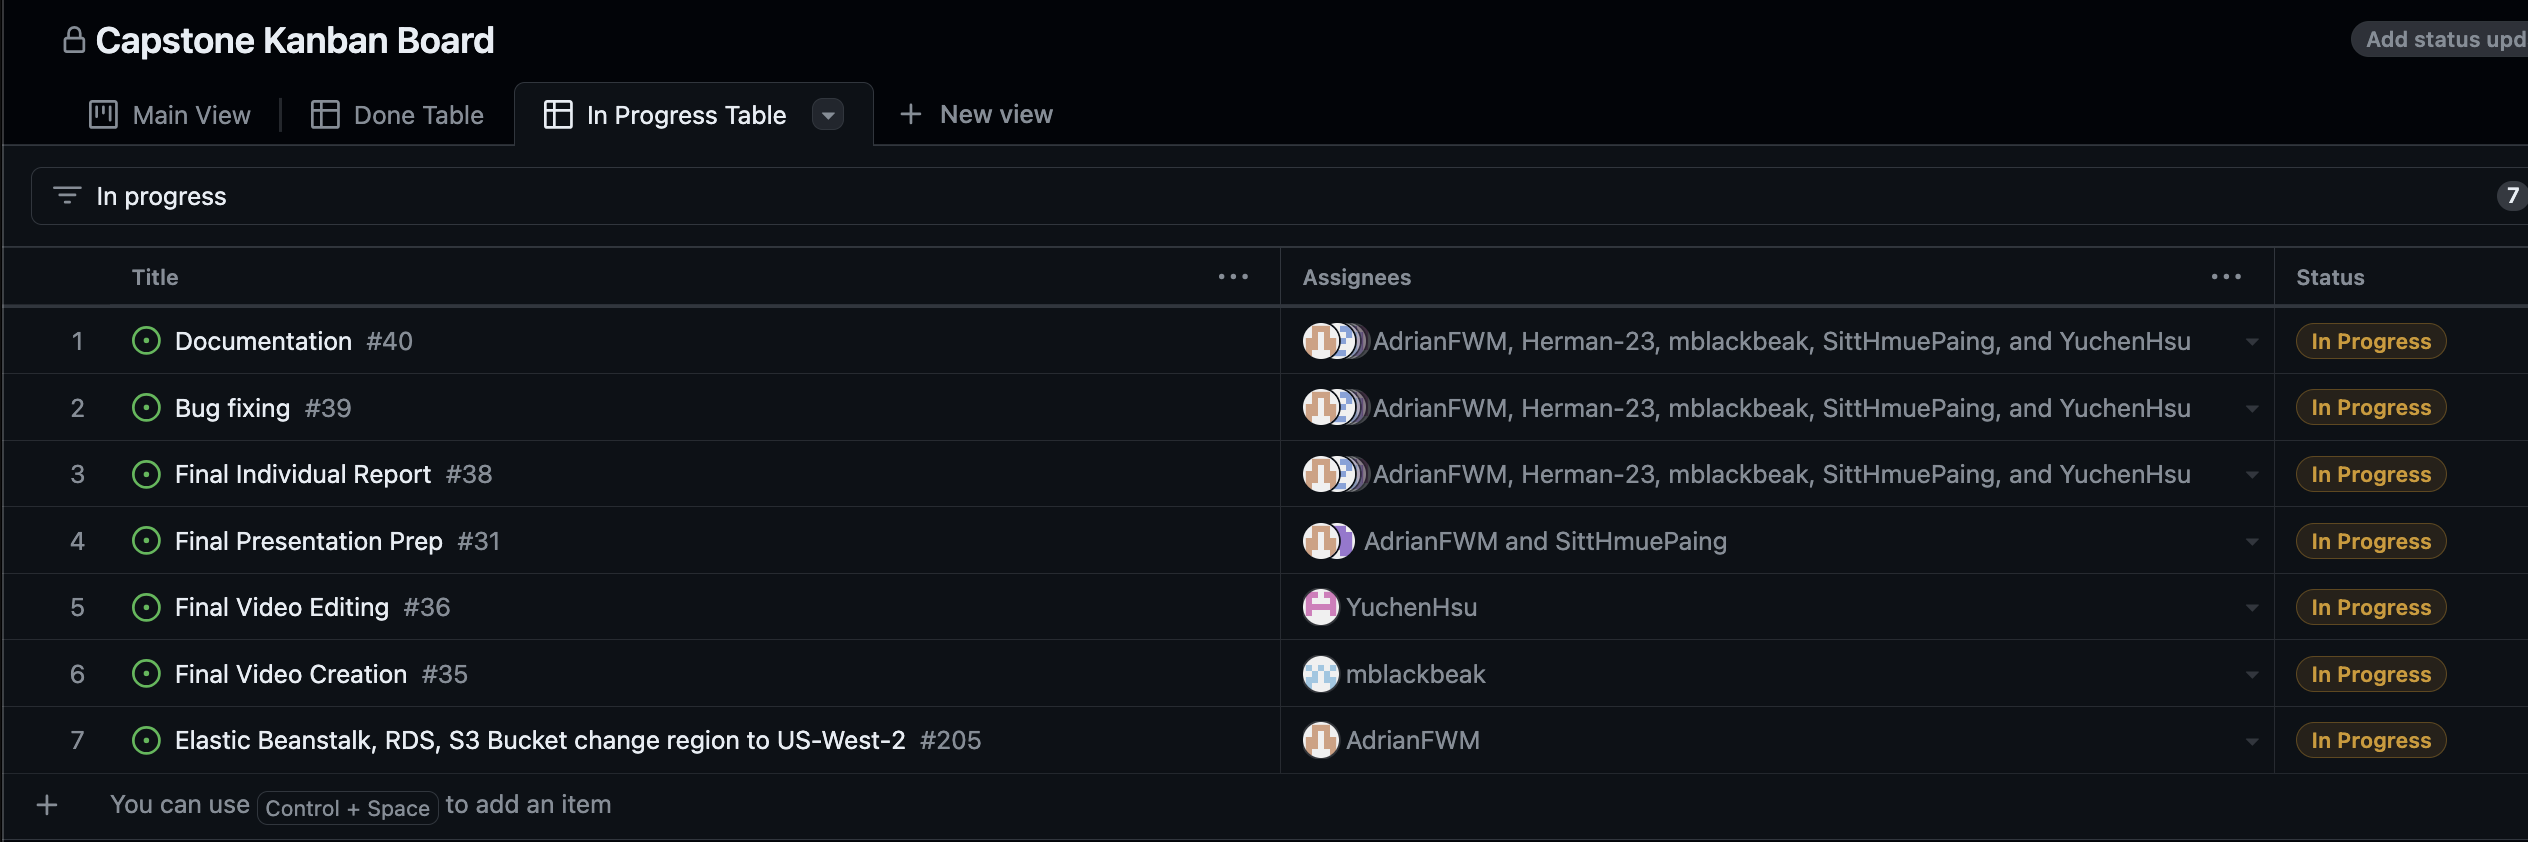 Capstone Kanban Board
Add status upd
Main View
Done Table
In Progress Table
New view
In progress
7
Title
Assignees
Status
1 Documentation #40 AdrianFWM, Herman-23, mblackbeak, SittHmuePaing, and YuchenHsu In Progress
2 Bug fixing #39 AdrianFWM, Herman-23, mblackbeak, SittHmuePaing, and YuchenHsu In Progress
3 Final Individual Report #38 AdrianFWM, Herman-23, mblackbeak, SittHmuePaing, and YuchenHsu In Progress
4 Final Presentation Prep #31 AdrianFWM and SittHmuePaing In Progress
5 Final Video Editing #36 YuchenHsu In Progress
6 Final Video Creation #35 mblackbeak In Progress
7 Elastic Beanstalk, RDS, S3 Bucket change region to US-West-2 #205 AdrianFWM In Progress
You can use Control + Space to add an item